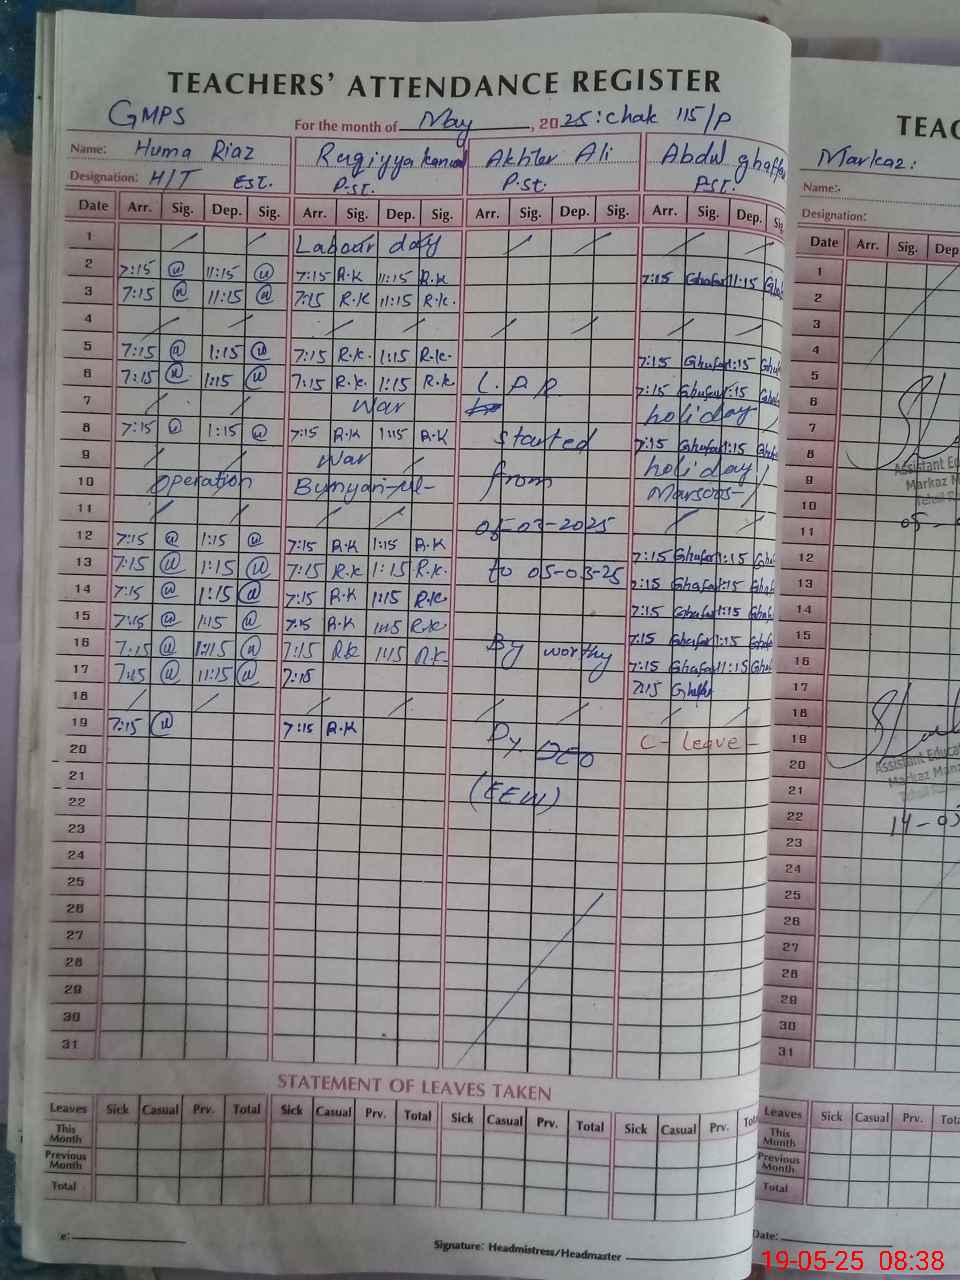 TEACHERS' ATTENDANCE REGISTER
GMPS For the month of May, 2025: chak 115/P
Name: Huma Riaz Ruqiyya kanwal Akhter Ali Abdul ghaffar
Designation: H/T Est. P.st. P.st. P.st.
Date Arr. Sig. Dep. Sig. Arr. Sig. Dep. Sig. Arr. Sig. Dep. Sig. Arr. Sig. Dep. Sig.
1 Labour day
2 7:15 11:15 7:15 R.K 11:15 R.K. 7:15 Ghafar 11:15
3 7:15 11:15 7:15 R.K 11:15 R.K.
4
5 7:15 1:15 7:15 R.K. 1:15 R.K. 7:15 Ghafar 1:15
6 7:15 1:15 7:15 R.K. 1:15 R.K L.P.R. 7:15 Ghafar 1:15
7 War holiday
8 7:15 1:15 7:15 R.K 1:15 R.K started 7:15 Ghafar 1:15
9 War holiday
10 operation Bunyan-ul- from Marsoos-
11
12 7:15 1:15 7:15 R.K 1:15 R.K 05-03-2025 7:15 Ghafar 1:15
13 7:15 1:15 7:15 R.K 1:15 R.K. to 05-03-25 7:15 Ghafar 1:15
14 7:15 1:15 7:15 R.K 1:15 R.K 7:15 Ghafar 1:15
15 7:15 1:15 7:15 R.K 1:15 R.K 7:15 Ghafar 1:15
16 7:15 1:15 7:15 R.K 1:15 R.K. By worthy 7:15 Ghafar 11:15
17 7:15 11:15 7:15 7:15 Ghafar
18
19 7:15 7:15 R.K Dy. DEO C-Leave-
20
21 (EEW)
22
23
24
25
26
27
28
29
30
31
STATEMENT OF LEAVES TAKEN
Leaves Sick Casual Prv. Total Sick Casual Prv. Total Sick Casual Prv. Total Sick Casual Prv.
This Month
Previous Month
Total
Signature: Headmistress/Headmaster
Markaz:
Name:
Designation:
Date Arr. Sig.
1
2
3
4
5
6
7
8
9
10
11
12
13
14
15
16
17
18
19
20
21
22
23
24
25
26
27
28
29
30
31
Assistant
Markaz
14-05
Leaves Sick Casual Prv.
This Month
Previous Month
Total
Date:
19-05-25 08:38